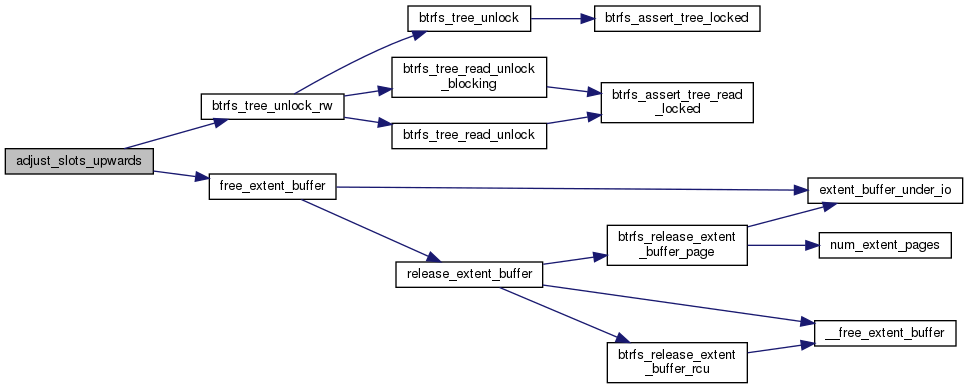 btrfs_tree_unlock
btrfs_assert_tree_locked
btrfs_tree_read_unlock
_blocking
btrfs_assert_tree_read
_locked
btrfs_tree_unlock_rw
btrfs_tree_read_unlock
adjust_slots_upwards
free_extent_buffer
extent_buffer_under_io
btrfs_release_extent
_buffer_page
num_extent_pages
release_extent_buffer
__free_extent_buffer
btrfs_release_extent
_buffer_rcu